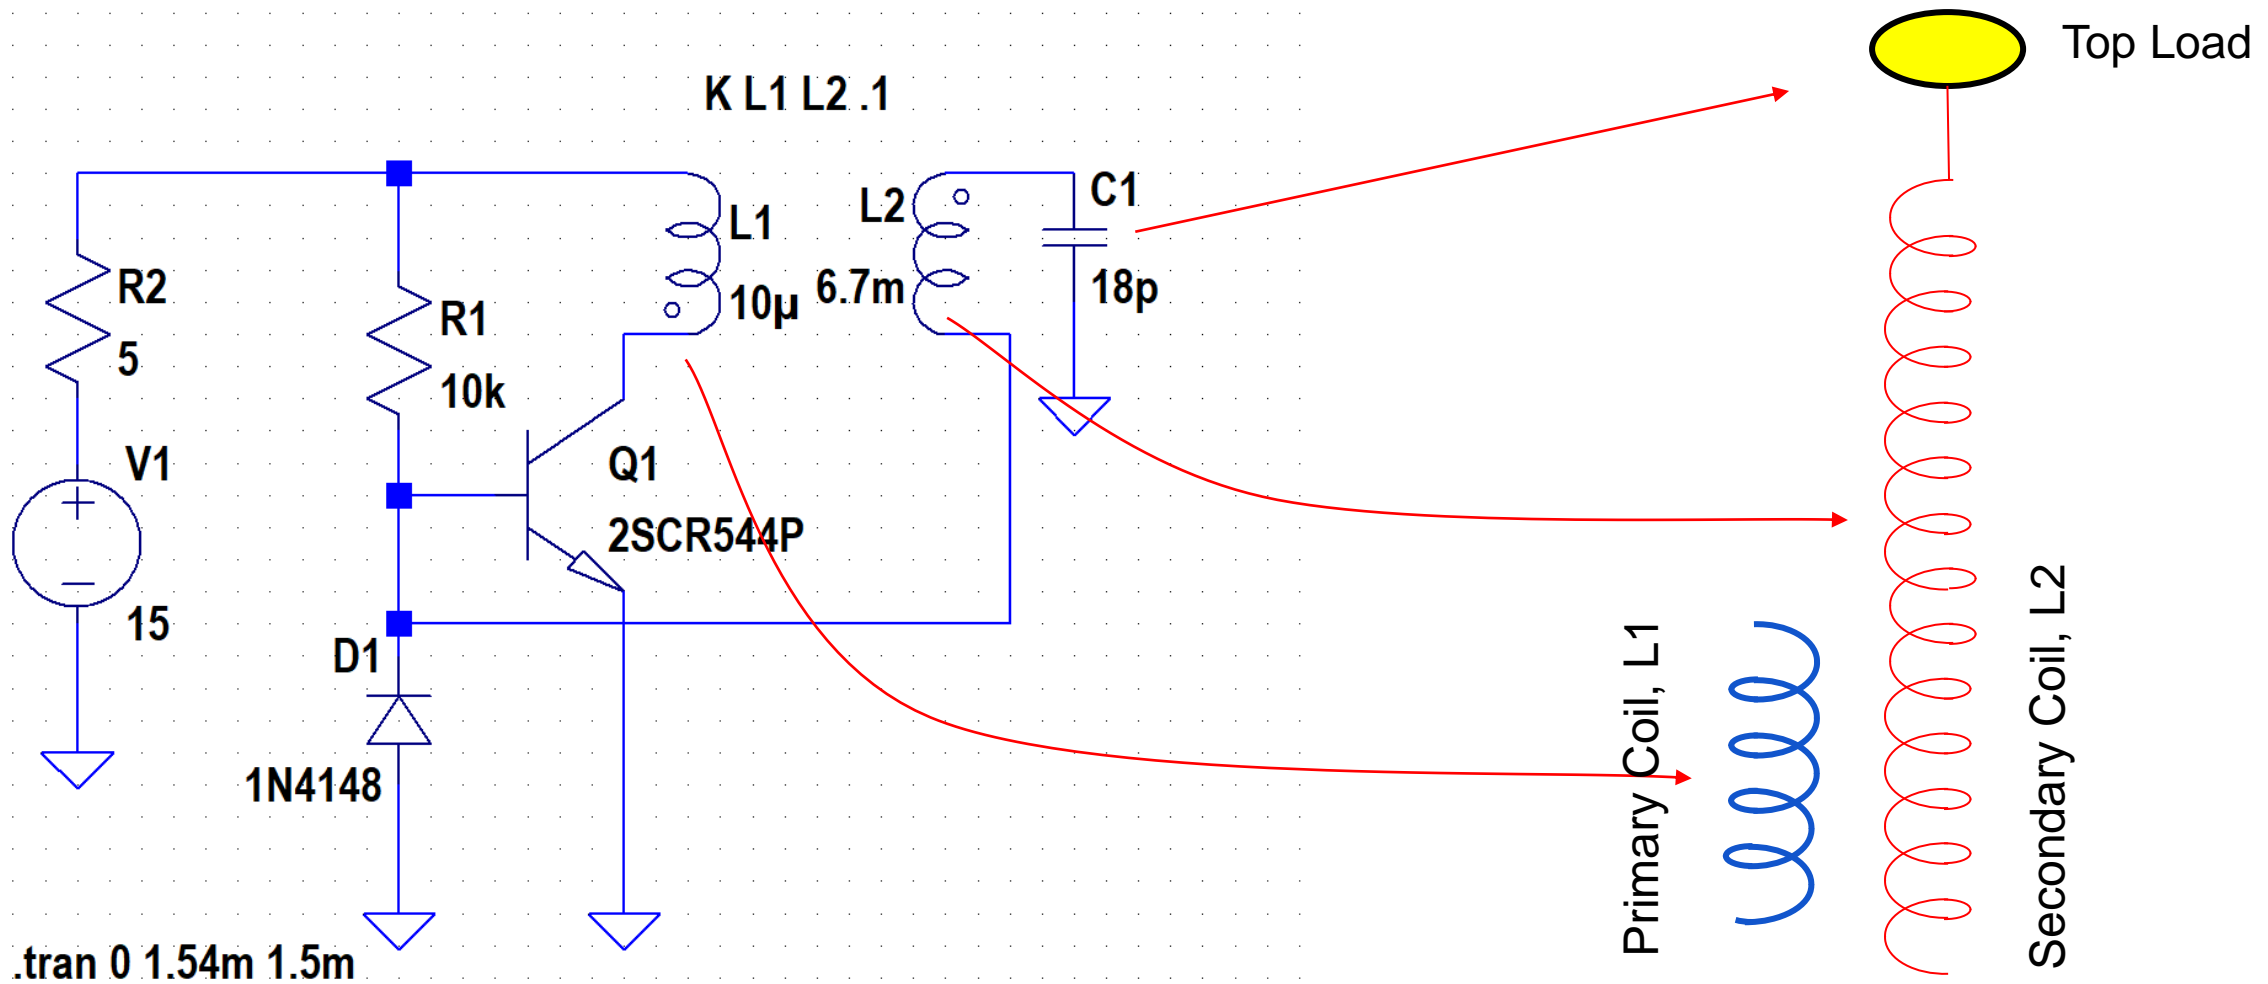 Top Load
K L1 L2 .1
C1
L2
L1
R2
6.7m
18p
10µ
R1
5
10k
V1
Q1
2SCR544P
15
D1
1N4148
Primary Coil, L1
Secondary Coil, L2
.tran 0 1.54m 1.5m